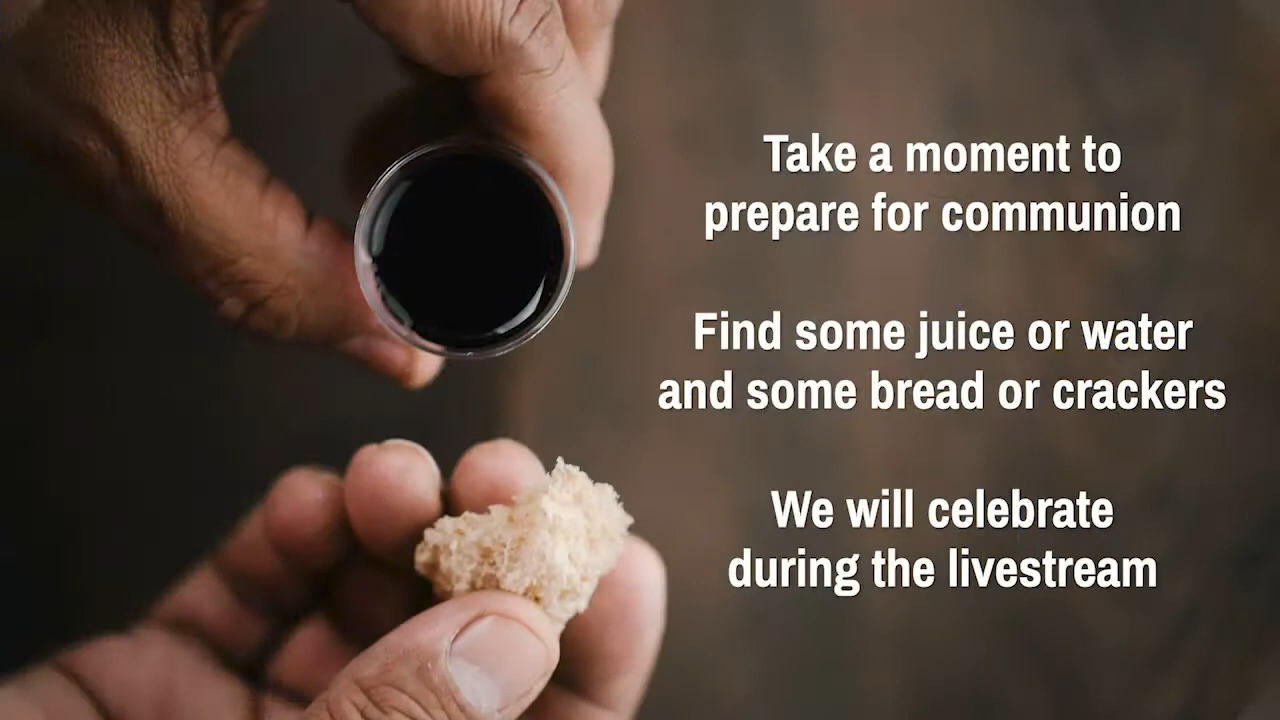 Take a moment to
prepare for communion
Find some juice or water
and some bread or crackers
We will celebrate
during the livestream